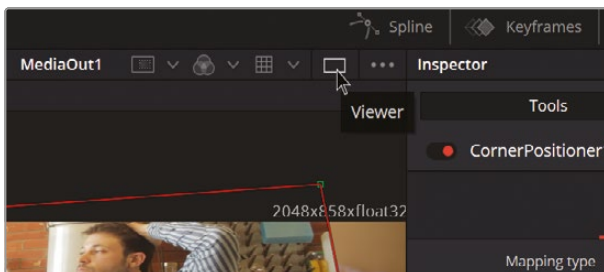 Spline
Keyframes
MediaOut1
Inspector
Viewer
Tools
CornerPositioner
2048x858xfloat32
Mapping type